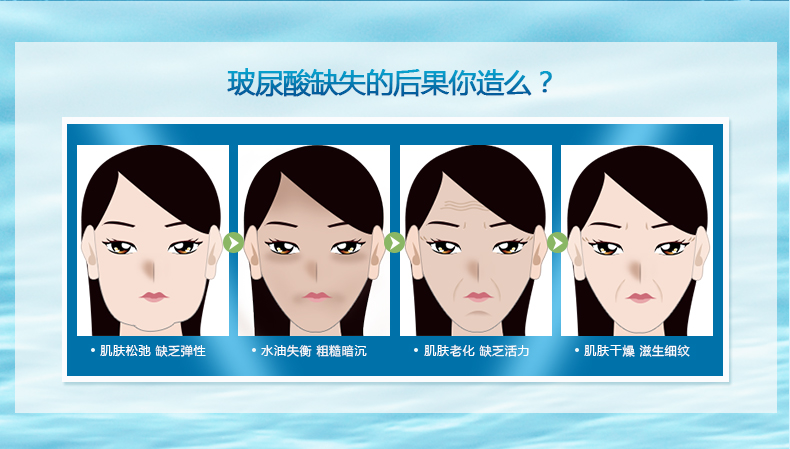 玻尿酸缺失的后果你造么？
• 肌肤松弛 缺乏弹性
• 水油失衡 粗糙暗沉
• 肌肤老化 缺乏活力
• 肌肤干燥 滋生细纹